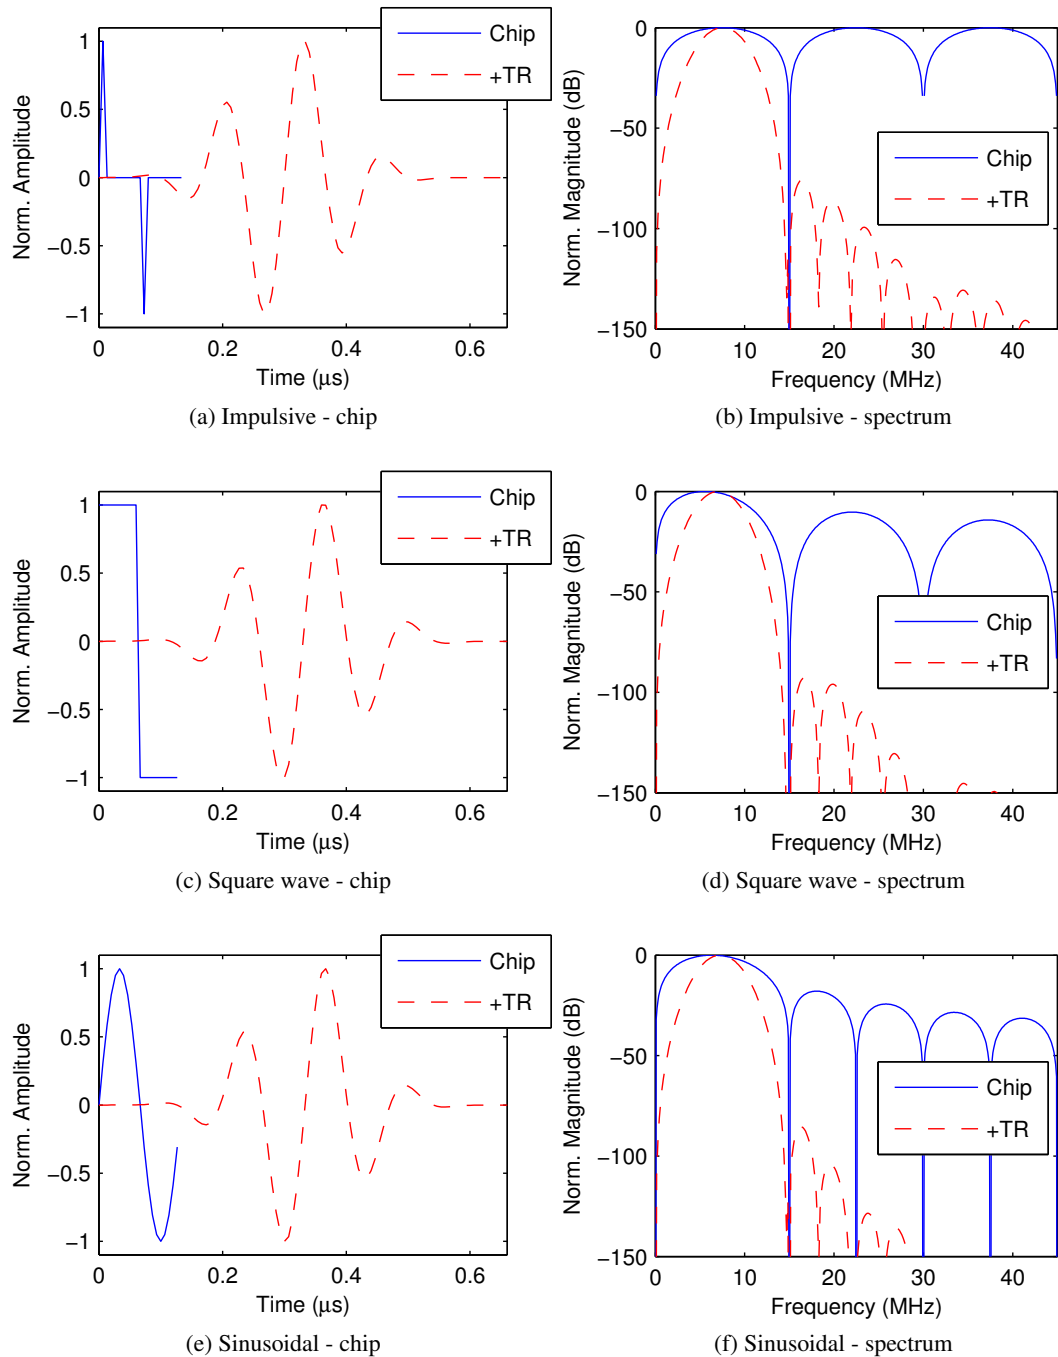 Chip
+TR
1
0.5
0
−0.5
−1
Norm. Amplitude
0
0.2
0.4
0.6
Time (μs)
(a) Impulsive - chip
0
−50
−100
−150
Norm. Magnitude (dB)
Chip
+TR
0
10
20
30
40
Frequency (MHz)
(b) Impulsive - spectrum
Chip
+TR
1
0.5
0
−0.5
−1
Norm. Amplitude
0
0.2
0.4
0.6
Time (μs)
(c) Square wave - chip
0
−50
−100
−150
Norm. Magnitude (dB)
Chip
+TR
0
10
20
30
40
Frequency (MHz)
(d) Square wave - spectrum
Chip
+TR
1
0.5
0
−0.5
−1
Norm. Amplitude
0
0.2
0.4
0.6
Time (μs)
(e) Sinusoidal - chip
0
−50
−100
−150
Norm. Magnitude (dB)
Chip
+TR
0
10
20
30
40
Frequency (MHz)
(f) Sinusoidal - spectrum